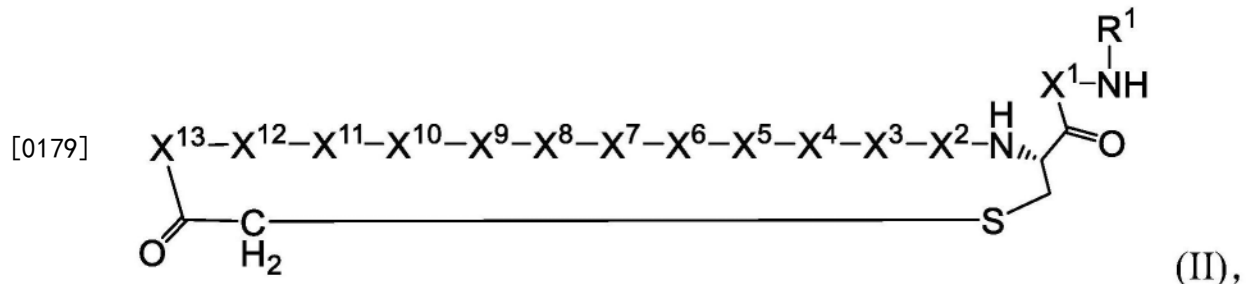 R¹
X¹–NH
[0179] X¹³–X¹²–X¹¹–X¹⁰–X⁹–X⁸–X⁷–X⁶–X⁵–X⁴–X³–X²–N
H
O
O
C
H₂
S
(II),